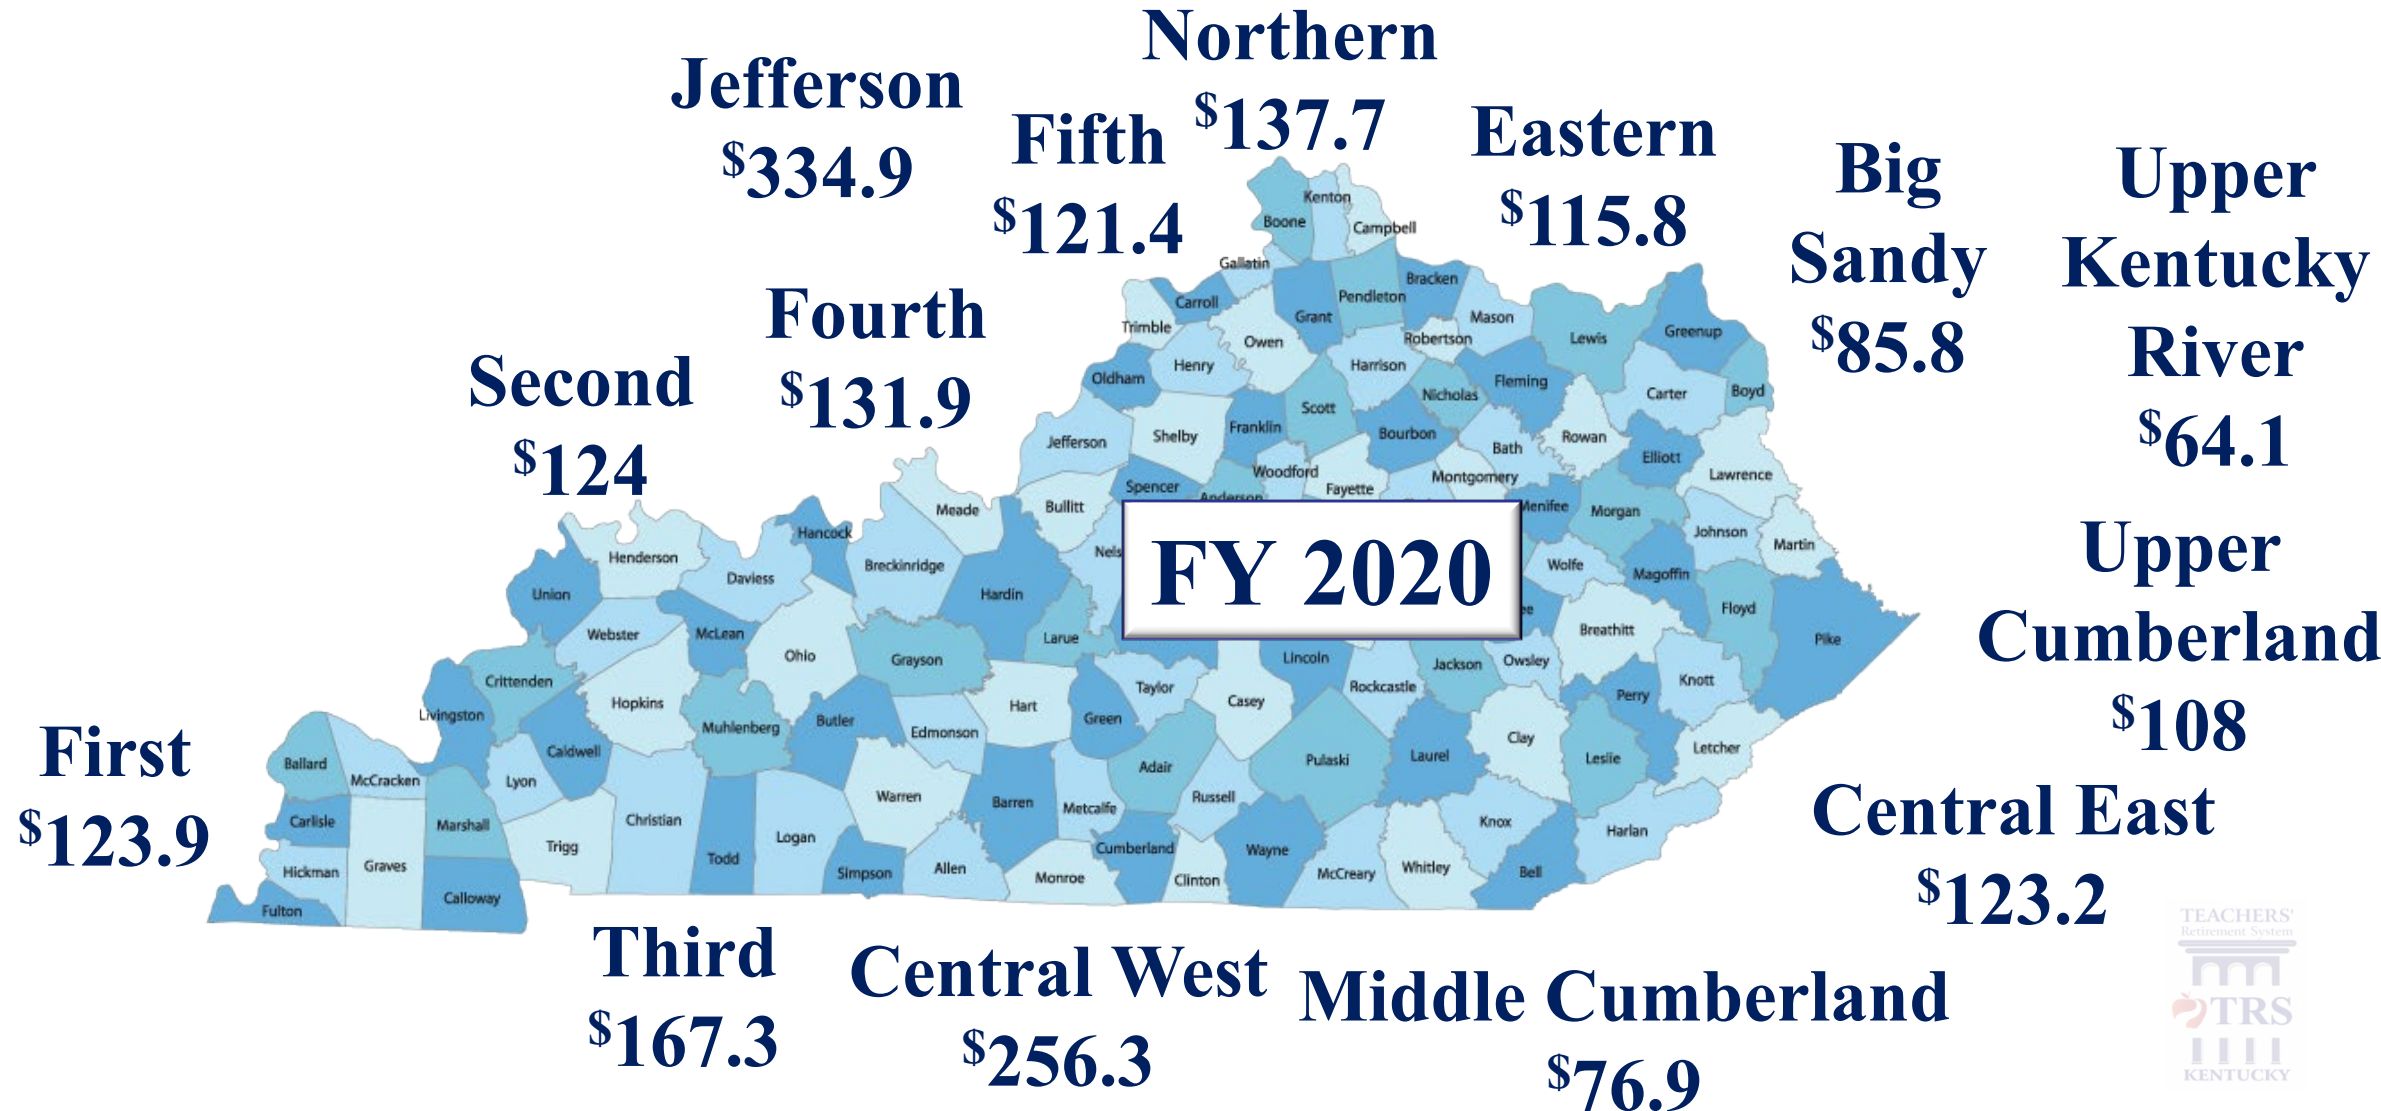 Northern
$137.7
Jefferson
$334.9
Fifth
$121.4
Eastern
$115.8
Big
Sandy
$85.8
Upper
Kentucky
River
$64.1
Fourth
$131.9
Second
$124
Upper
Cumberland
$108
First
$123.9
Central East
$123.2
Third
$167.3
Central West
$256.3
Middle Cumberland
$76.9
FY 2020
Kenton
Boone
Campbell
Gallatin
Bracken
Carroll
Pendleton
Grant
Mason
Trimble
Owen
Robertson
Lewis
Greenup
Henry
Harrison
Oldham
Fleming
Nicholas
Carter
Boyd
Scott
Franklin
Bourbon
Shelby
Jefferson
Bath
Rowan
Elliott
Woodford
Montgomery
Lawrence
Spencer
Anderson
Fayette
Menifee
Morgan
Bullitt
Meade
Hancock
Johnson
Martin
Nels
Henderson
Breckinridge
Wolfe
Magoffin
Daviess
Union
Hardin
Floyd
ee
Breathitt
Webster
McLean
Larue
Pike
Ohio
Grayson
Lincoln
Jackson
Owsley
Crittenden
Taylor
Rockcastle
Knott
Perry
Hopkins
Casey
Hart
Green
Livingston
Muhlenberg
Butler
Edmonson
Clay
Letcher
Caldwell
Laurel
Leslie
Pulaski
Ballard
Adair
McCracken
Lyon
Warren
Russell
Barren
Metcalfe
Carlisle
Marshall
Christian
Knox
Harlan
Logan
Trigg
Cumberland
Wayne
Todd
Graves
Hickman
Simpson
Allen
Monroe
Clinton
McCreary
Whitley
Bell
Calloway
Fulton
TEACHERS'
Retirement System
TRS
KENTUCKY